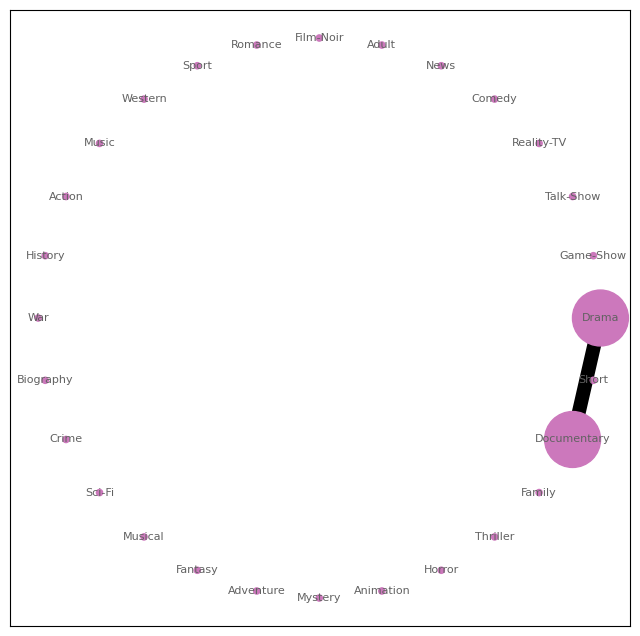 Film-Noir
Romance
Adult
Sport
News
Western
Comedy
Music
Reality-TV
Action
Talk-Show
History
Game-Show
War
Drama
Biography
Short
Crime
Documentary
Sci-Fi
Family
Musical
Thriller
Fantasy
Horror
Adventure
Animation
Mystery